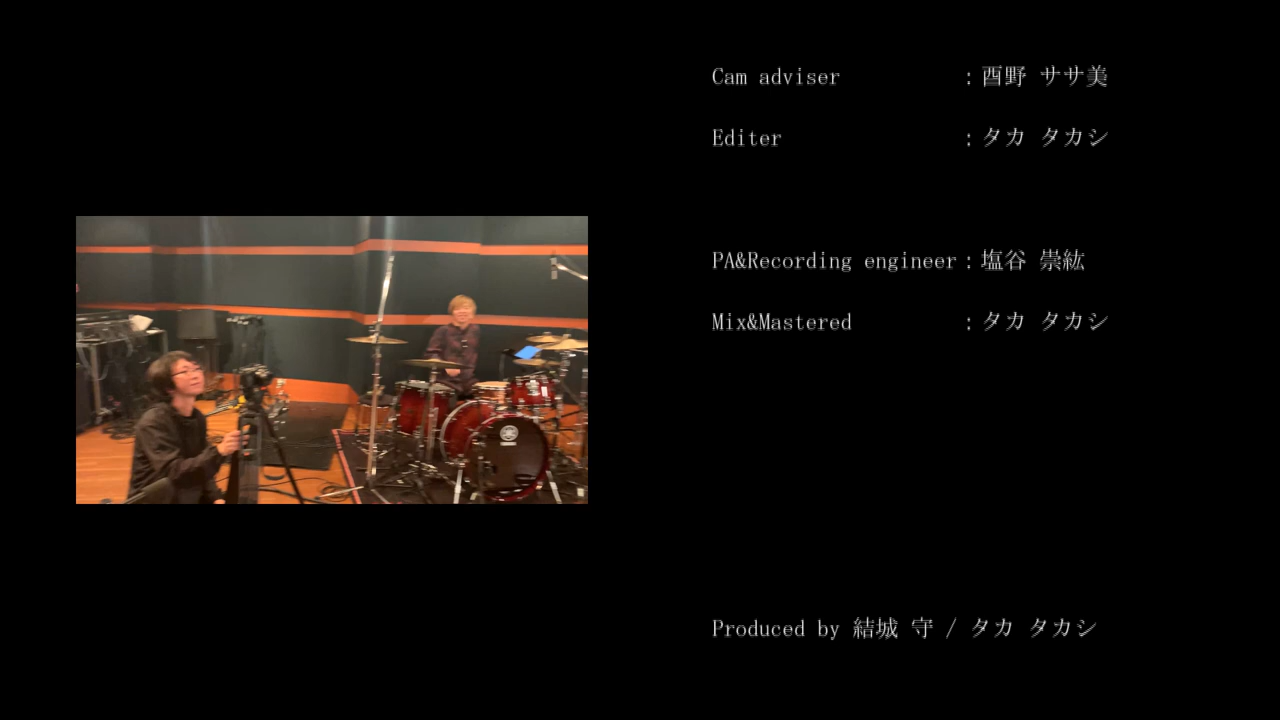 Cam adviser : 酉野 ササ美
Editer : タカ タカシ
PA&Recording engineer : 塩谷 崇紘
Mix&Mastered : タカ タカシ
Produced by 結城 守 / タカ タカシ